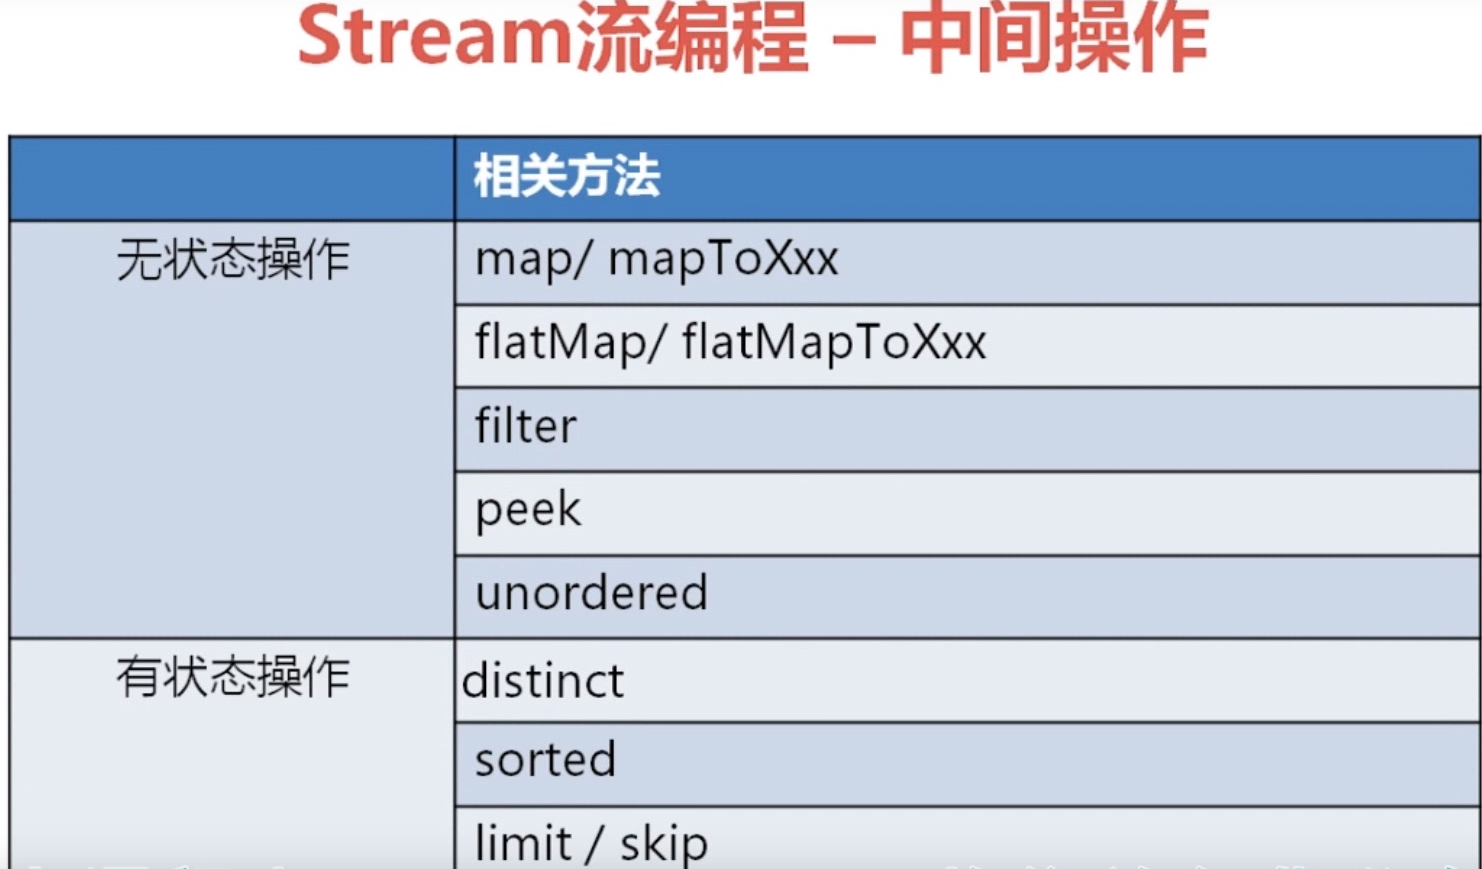 Stream流编程 – 中间操作
相关方法
无状态操作
map/ mapToXxx
flatMap/ flatMapToXxx
filter
peek
unordered
有状态操作
distinct
sorted
limit / skip